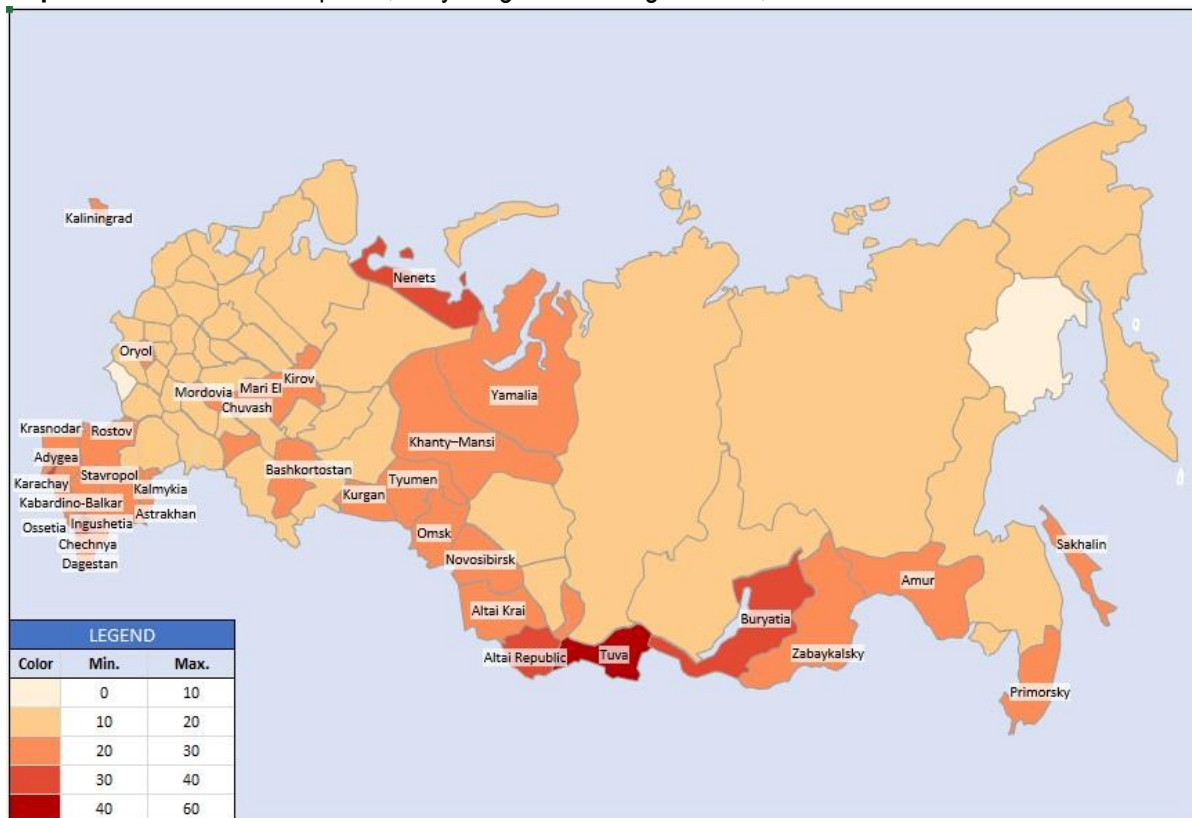 Kaliningrad
Nenets
Oryol
Mordovia
Mari El
Kirov
Chuvash
Yamalia
Krasnodar
Rostov
Khanty–Mansi
Adygea
Stavropol
Bashkortostan
Tyumen
Karachay
Kalmykia
Kurgan
Kabardino-Balkar
Astrakhan
Ossetia
Ingushetia
Omsk
Chechnya
Novosibirsk
Dagestan
Sakhalin
Amur
Altai Krai
Buryatia
Altai Republic
Tuva
Zabaykalsky
Primorsky
LEGEND
Color Min. Max.
0 10
10 20
20 30
30 40
40 60